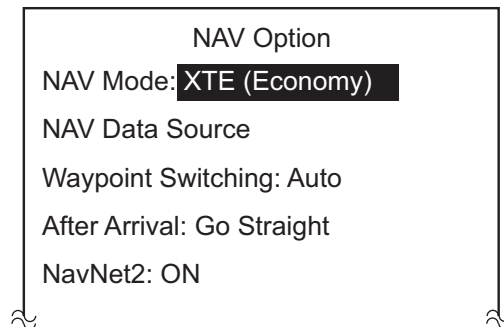 NAV Option
NAV Mode: XTE (Economy)
NAV Data Source
Waypoint Switching: Auto
After Arrival: Go Straight
NavNet2: ON